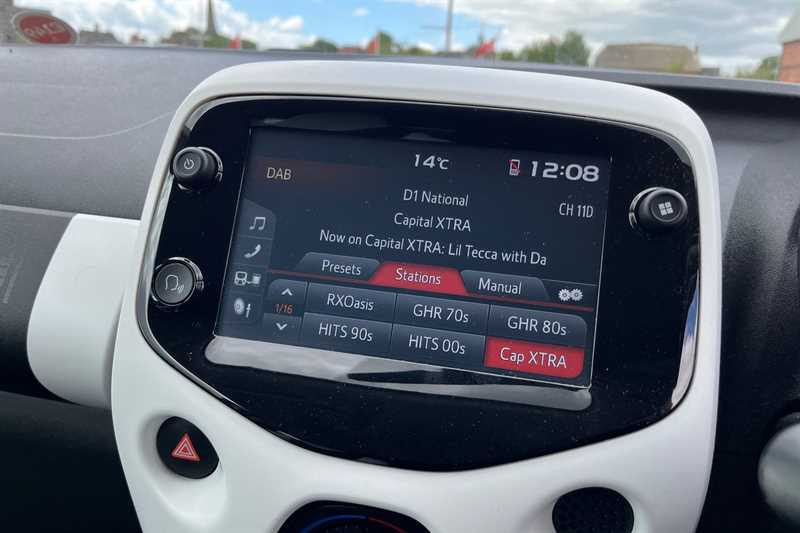 14°C
12:08
DAB
D1 National
CH 11D
Capital XTRA
Now on Capital XTRA: Lil Tecca with Da
Presets
Stations
Manual
1/16
RXOasis
GHR 70s
GHR 80s
HITS 90s
HITS 00s
Cap XTRA